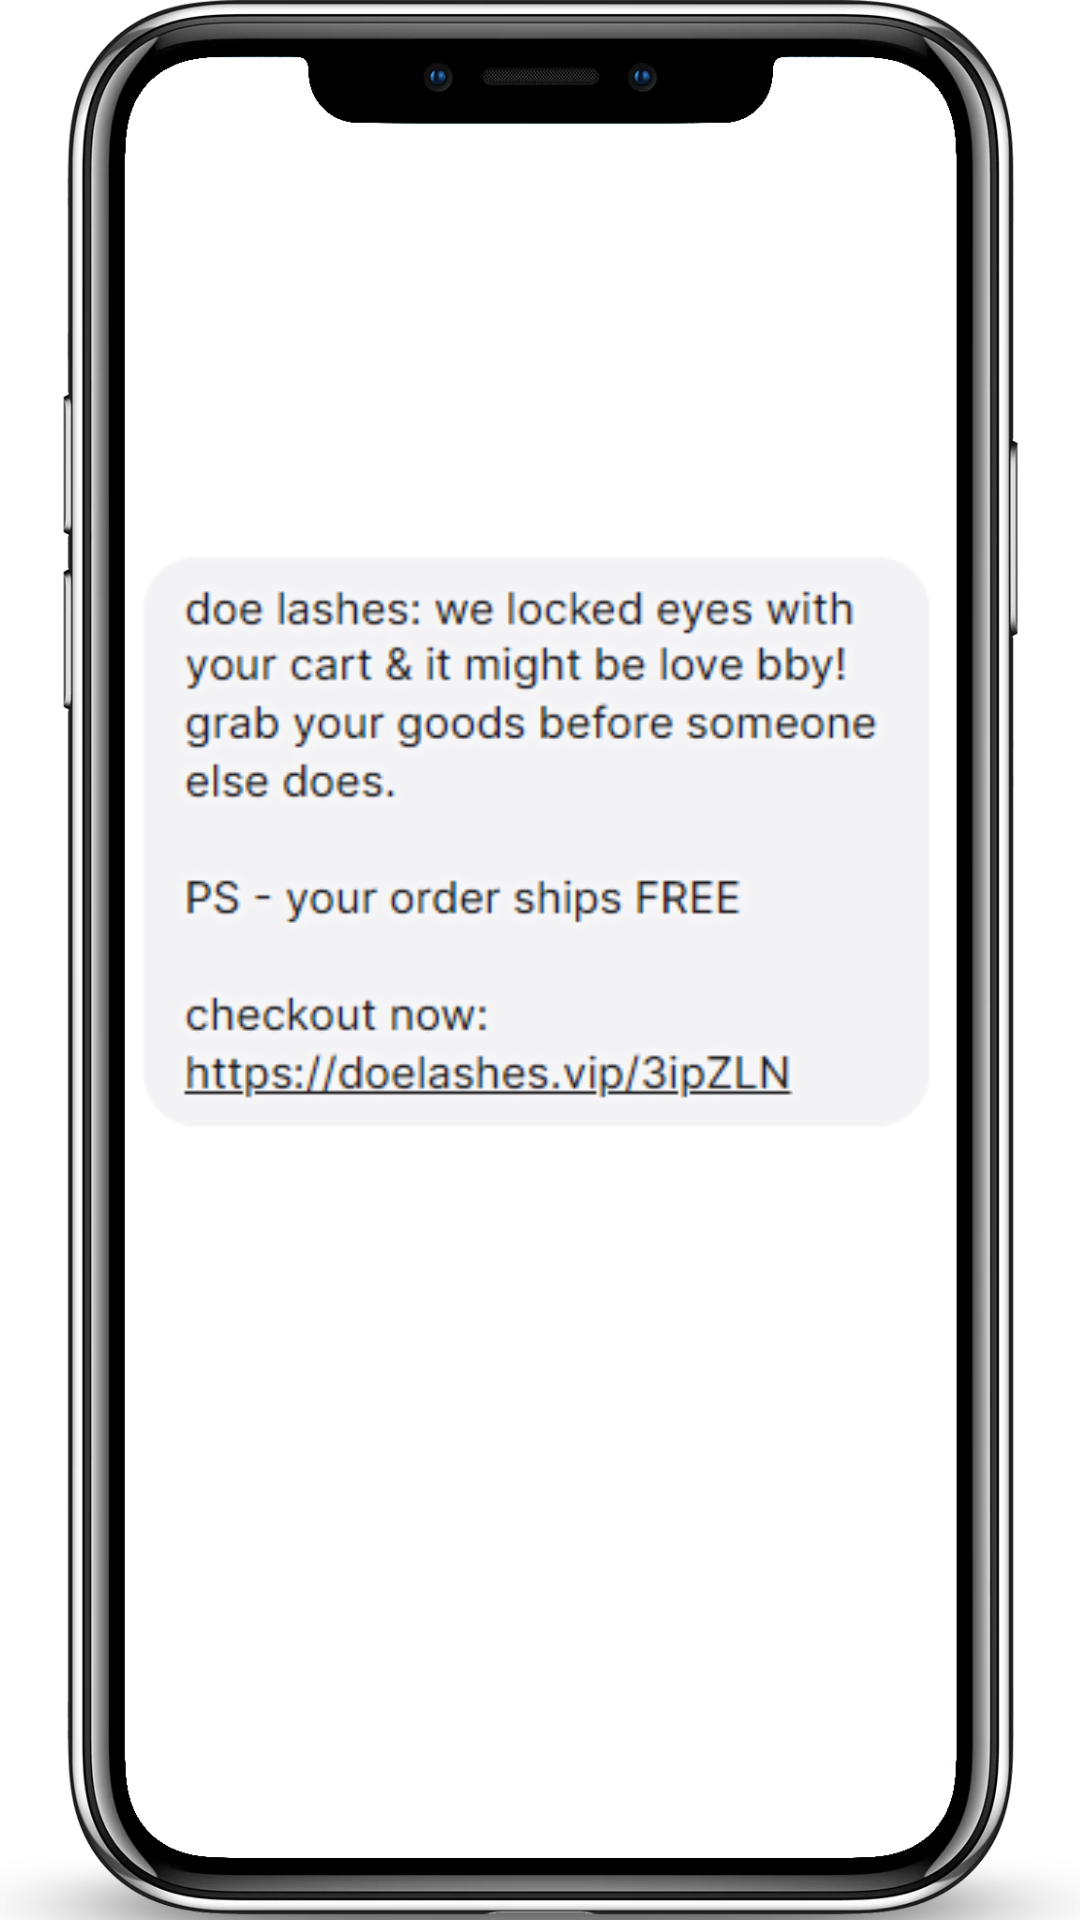 doe lashes: we locked eyes with
your cart & it might be love bby!
grab your goods before someone
else does.
PS - your order ships FREE
checkout now:
https://doelashes.vip/3ipZLN